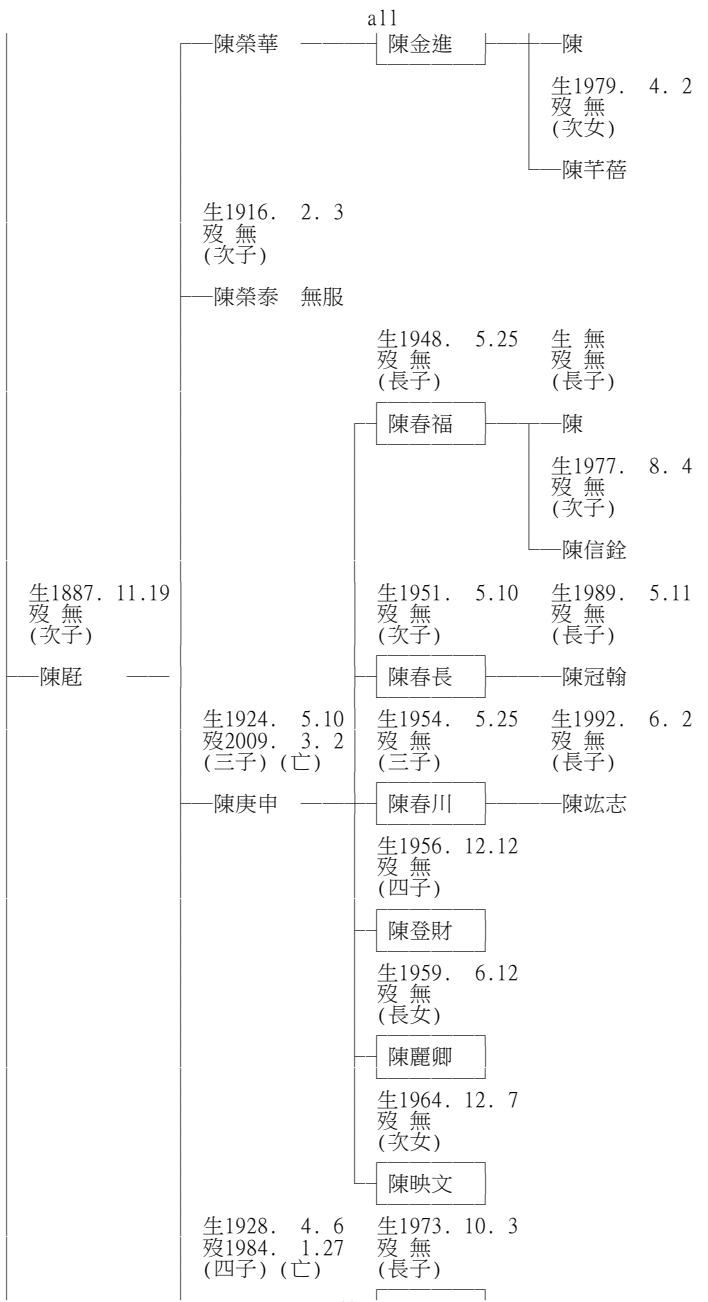 all
陳榮華 陳金進 陳
生1979. 4. 2
歿 無
(次女)
陳芊蓓
生1916. 2. 3
歿 無
(次子)
陳榮泰 無服
生1948. 5.25 生 無
歿 無 歿 無
(長子) (長子)
陳春福 陳
生1977. 8. 4
歿 無
(次子)
陳信銓
生1887. 11.19 生1951. 5.10 生1989. 5.11
歿 無 歿 無 歿 無
(次子) (次子) (長子)
陳 陳春長 陳冠翰
生1924. 5.10 生1954. 5.25 生1992. 6. 2
歿2009. 3. 2 歿 無 歿 無
(三子)(亡) (三子) (長子)
陳庚申 陳春川 陳竑志
生1956. 12.12
歿 無
(四子)
陳登財
生1959. 6.12
歿 無
(長女)
陳麗卿
生1964. 12. 7
歿 無
(次女)
陳映文
生1928. 4. 6 生1973. 10. 3
歿1984. 1.27 歿 無
(四子)(亡) (長子)